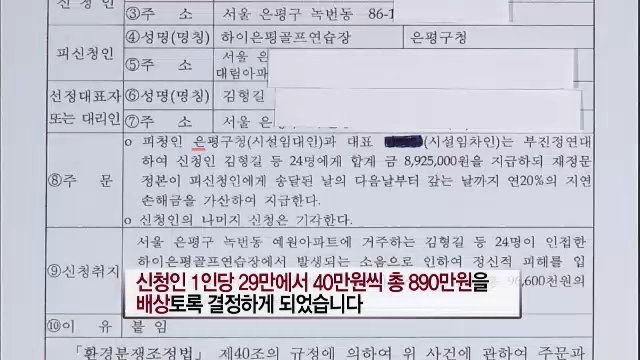 신 청 인
③주 소 서울 은평구 녹번동 86-1
피신청인
④성명(명칭) 하이은평골프연습장 은평구청
⑤주 소 서울 은
대림아파
선정대표자
또는 대리인
⑥성명(명칭) 김형길
⑦주 소 서울 은평구
⑧주 문
o 피청인 은평구청(시설임대인)과 대표 (시설임차인)는 부진정연대
하여 신청인 김형길 등 24명에게 합계 금 8,925,000원을 지급하되 재정문
정본이 피신청인에게 송달된 날의 다음날부터 갚는 날까지 연20%의 지연
손해금을 가산하여 지급한다.
o 신청인의 나머지 신청은 기각한다.
⑨신청취지
서울 은평구 녹번동 예원아파트에 거주하는 김형길 등 24명이 인접한
하이은평골프연습장에서 발생되는 소음으로 인하여 정신적 피해를 입
6,600천원의
신청인 1인당 29만에서 40만원씩 총 890만원을
배상토록 결정하게 되었습니다
⑩이 유 붙 임
「환경분쟁조정법」 제40조의 규정에 의하여 위 사건에 관하여 주문과